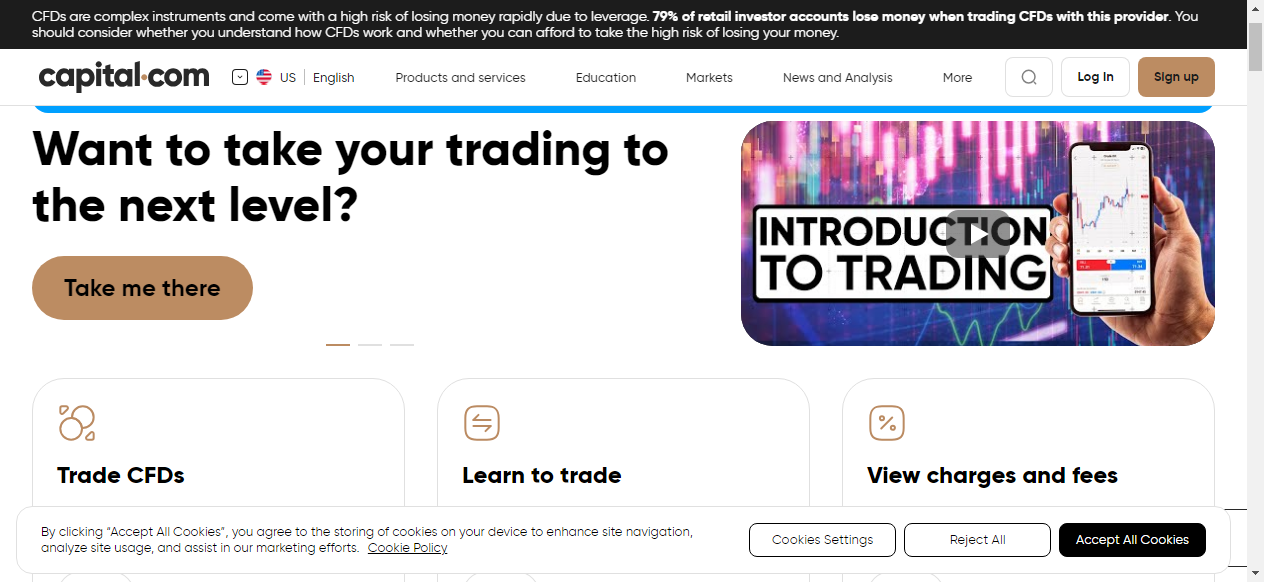 CFDs are complex instruments and come with a high risk of losing money rapidly due to leverage. 79% of retail investor accounts lose money when trading CFDs with this provider. You
should consider whether you understand how CFDs work and whether you can afford to take the high risk of losing your money.
capital.com
US
English
Products and services
Education
Markets
News and Analysis
More
Log In
Sign up
Want to take your trading to
the next level?
Take me there
INTRODUCTION
TO TRADING
Trade CFDs
Learn to trade
View charges and fees
By clicking “Accept All Cookies”, you agree to the storing of cookies on your device to enhance site navigation,
analyze site usage, and assist in our marketing efforts. Cookie Policy
Cookies Settings
Reject All
Accept All Cookies